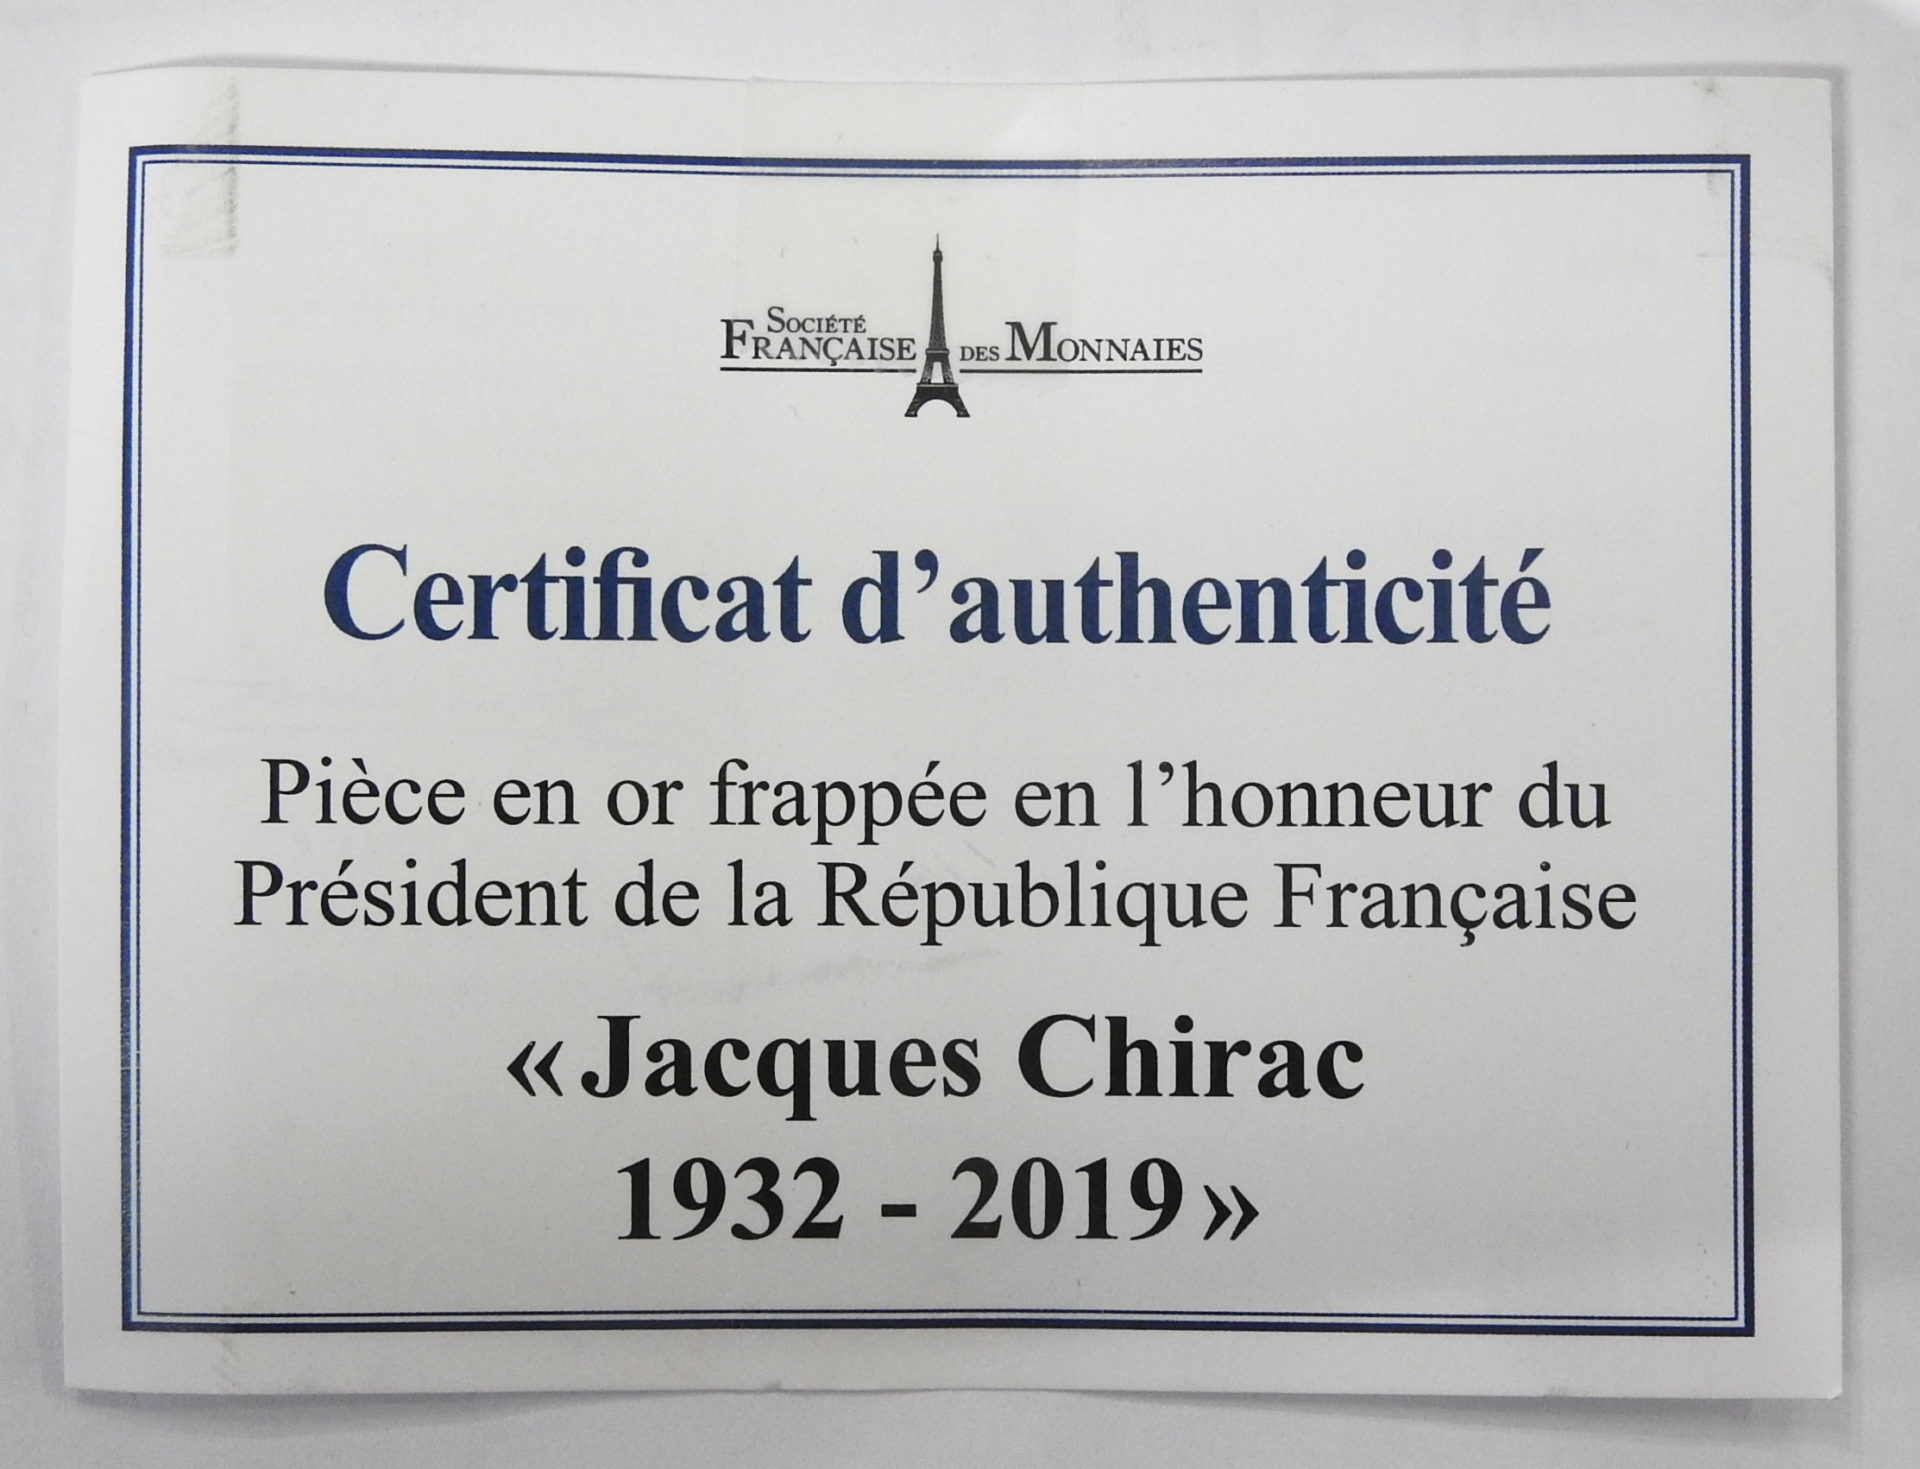 Société
Française des Monnaies
Certificat d’authenticité
Pièce en or frappée en l’honneur du
Président de la République Française
« Jacques Chirac
1932 - 2019 »